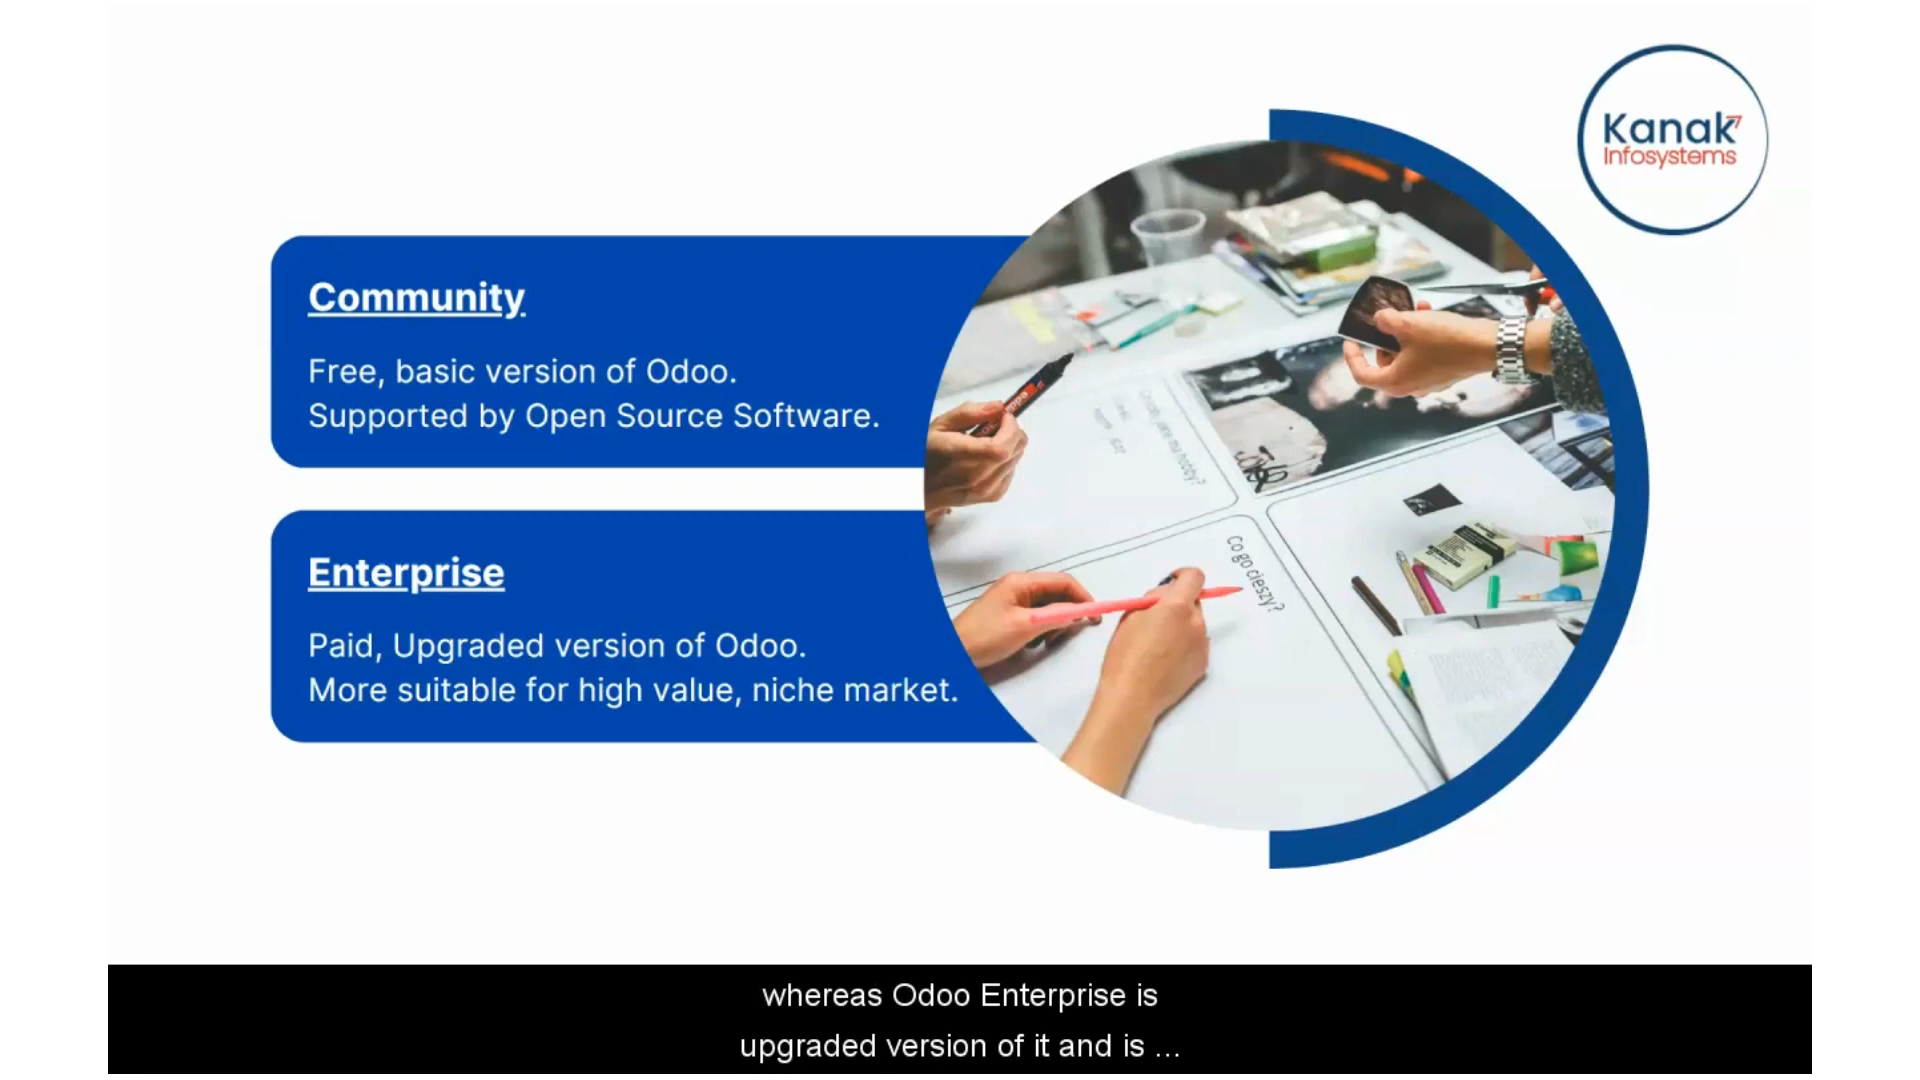 Kanak
Infosystems
Community
Free, basic version of Odoo.
Supported by Open Source Software.
Enterprise
Paid, Upgraded version of Odoo.
More suitable for high value, niche market.
Co go cieszy?
whereas Odoo Enterprise is
upgraded version of it and is ...